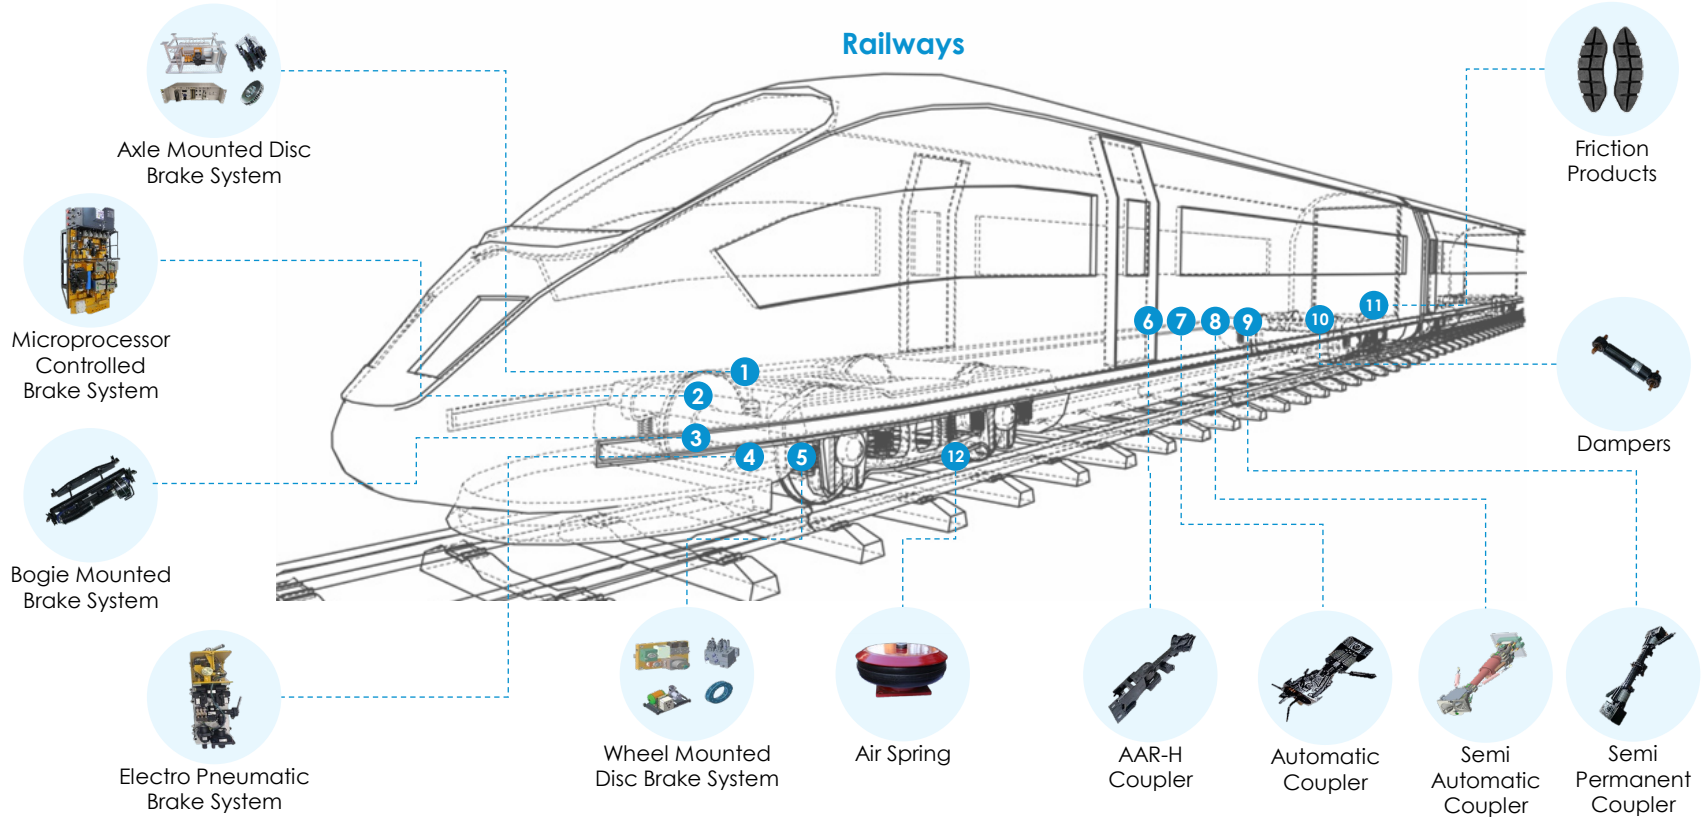 Railways
Axle Mounted Disc
Brake System
Friction
Products
Microprocessor
Controlled
Brake System
Dampers
Bogie Mounted
Brake System
Electro Pneumatic
Brake System
Wheel Mounted
Disc Brake System
Air Spring
AAR-H
Coupler
Automatic
Coupler
Semi
Automatic
Coupler
Semi
Permanent
Coupler
1
2
3
4
5
6
7
8
9
10
11
12